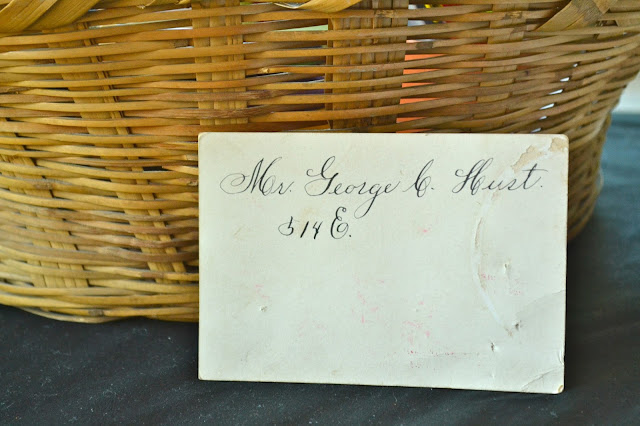 Mr. George C. Hust.
514 E.